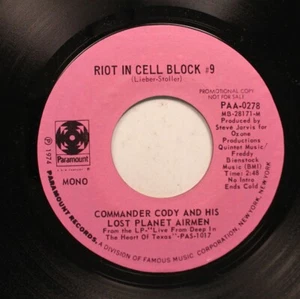 RIOT IN CELL BLOCK #9
(Lieber-Stoller)
PROMOTIONAL COPY
NOT FOR SALE
PAA-0278
MB-28171-M
Produced by
Steve Jarvis for Ozone
Productions
Quintet Music/
Freddy
Bienstock
Music (BMI)
Time: 2:48
No Intro
Ends Cold
℗ 1974
Paramount
MONO
COMMANDER CODY AND HIS
LOST PLANET AIRMEN
From the LP-"Live From Deep In
The Heart Of Texas"-PAS-1017
PARAMOUNT RECORDS, A DIVISION OF FAMOUS MUSIC CORPORATION, NEW YORK, NEW YORK